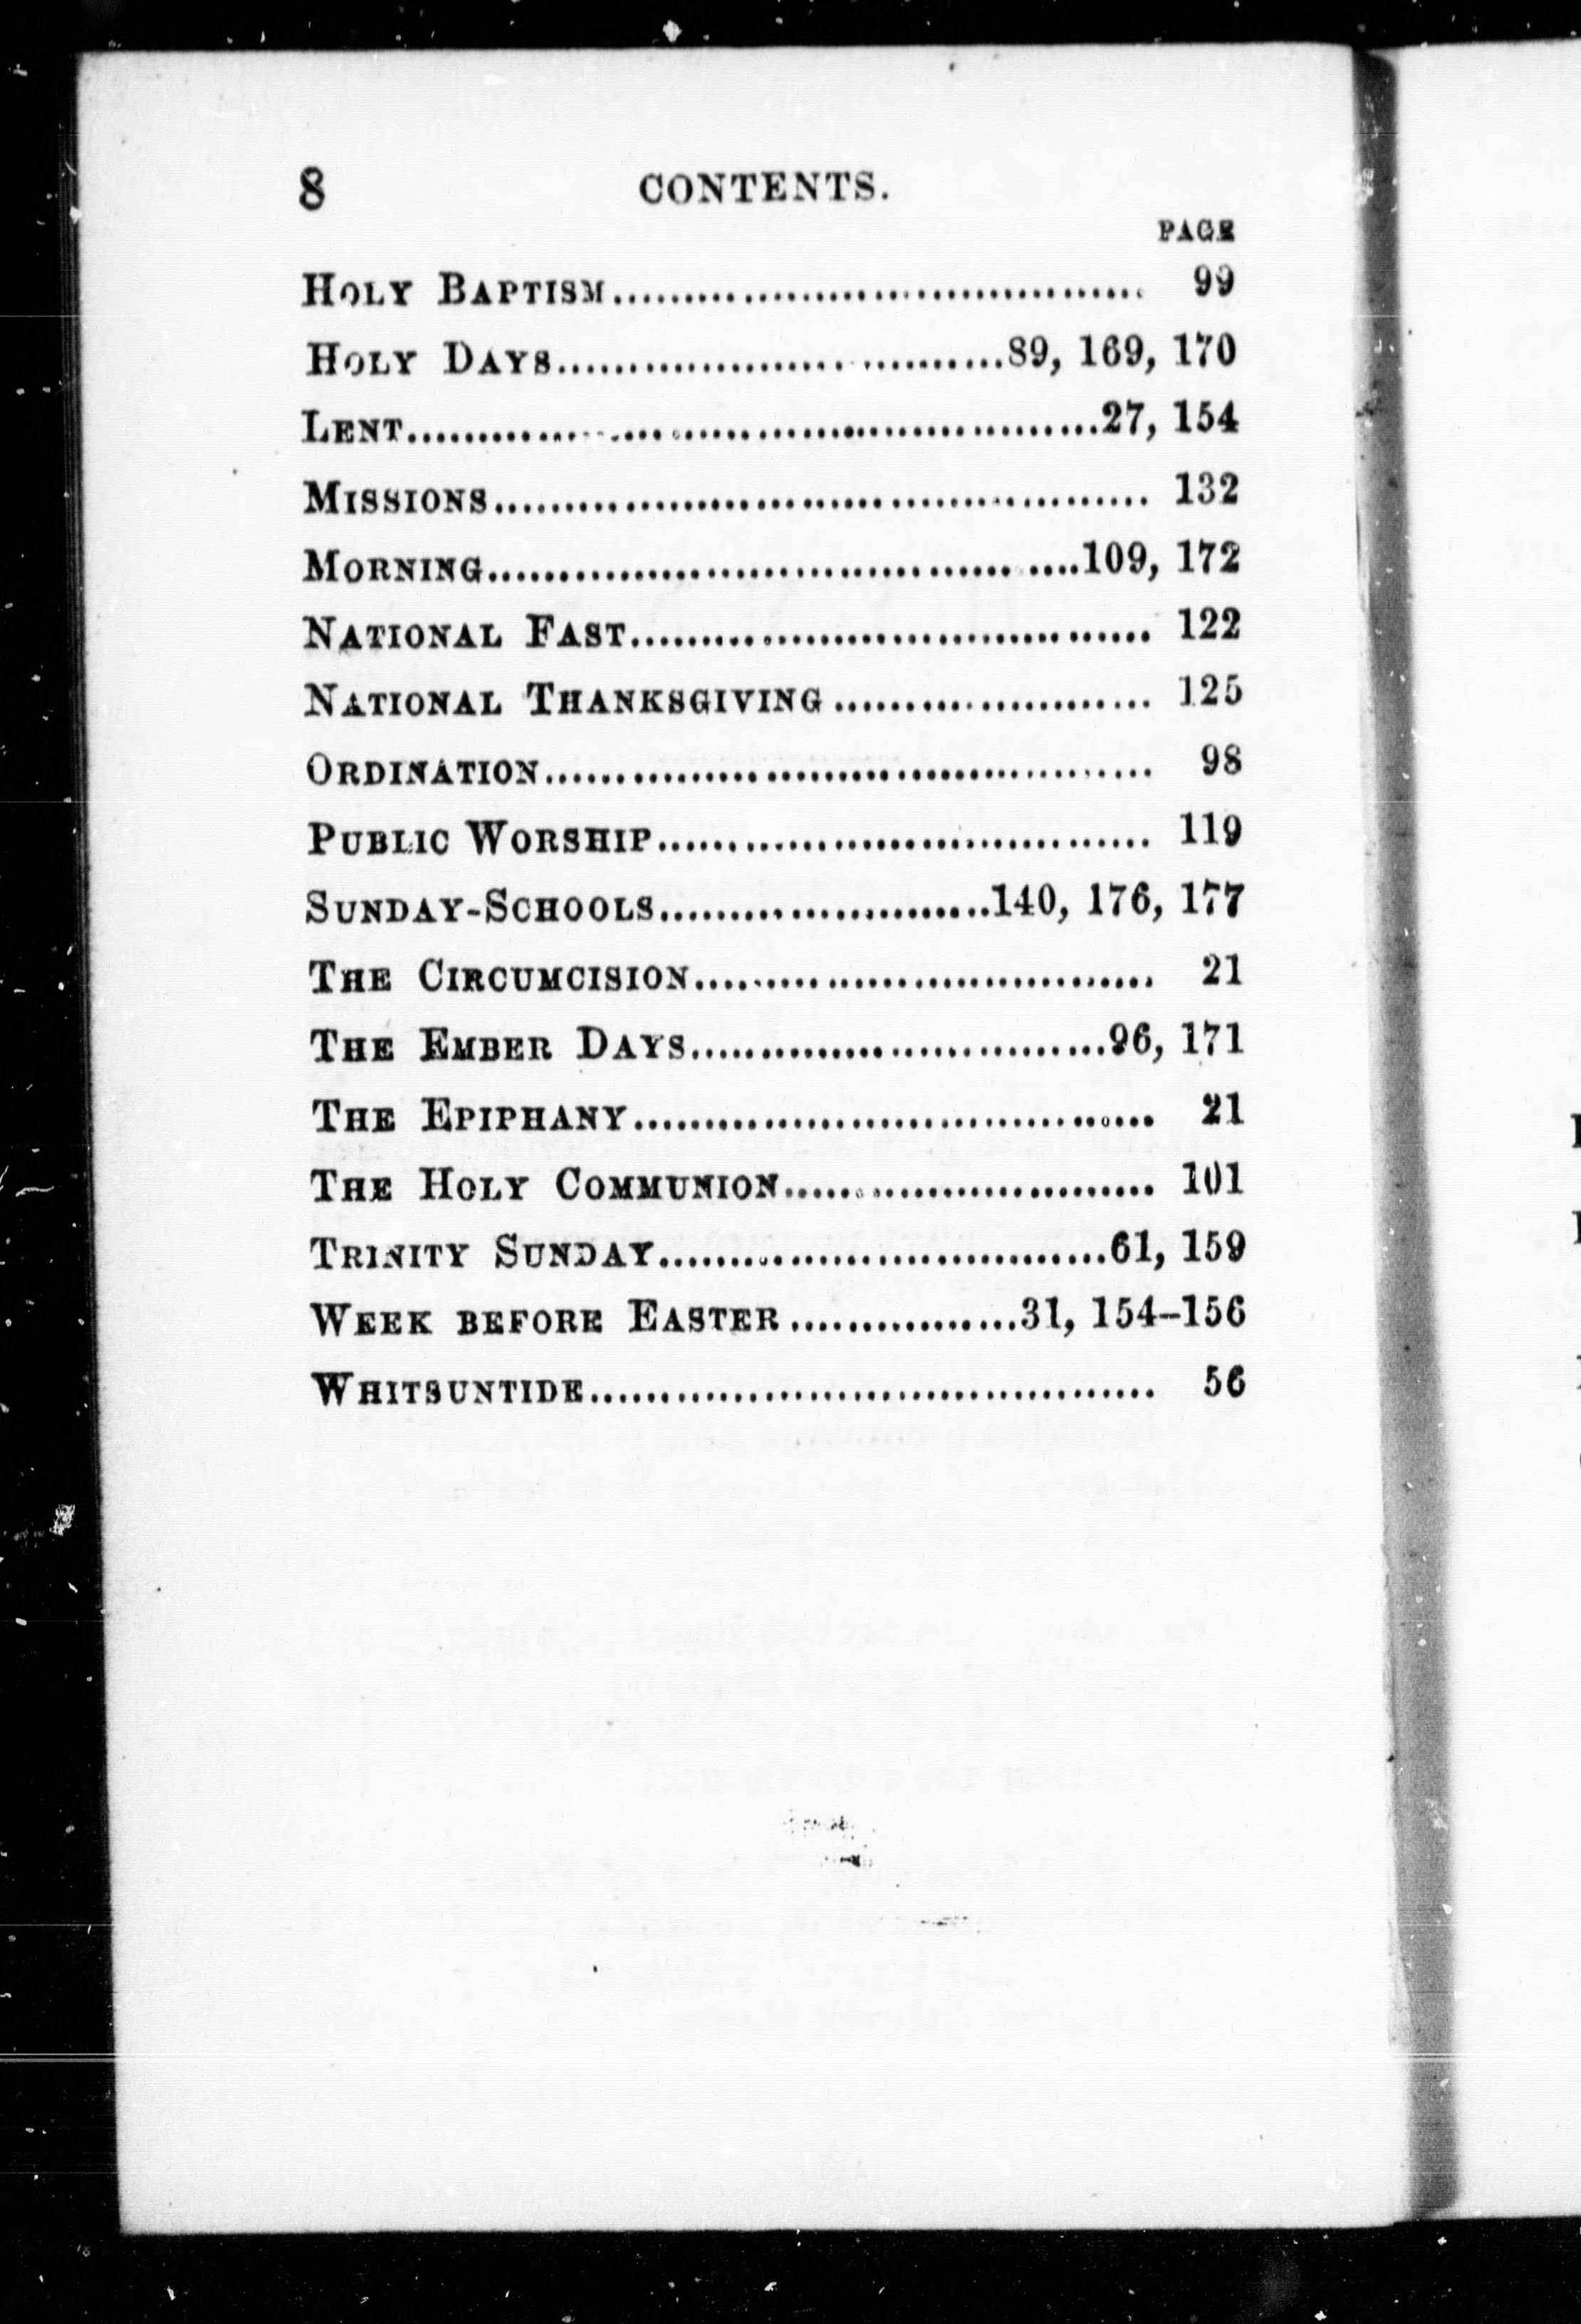 8 CONTENTS.
PAGE
HOLY BAPTISM........................................ 99
HOLY DAYS................................89, 169, 170
LENT................................................27, 154
MISSIONS.............................................. 132
MORNING..........................................109, 172
NATIONAL FAST..................................... 122
NATIONAL THANKSGIVING....................... 125
ORDINATION........................................... 98
PUBLIC WORSHIP................................... 119
SUNDAY-SCHOOLS........................140, 176, 177
THE CIRCUMCISION................................. 21
THE EMBER DAYS..............................96, 171
THE EPIPHANY..................................... 21
THE HOLY COMMUNION.......................... 101
TRINITY SUNDAY................................61, 159
WEEK BEFORE EASTER................31, 154–156
WHITSUNTIDE........................................ 56